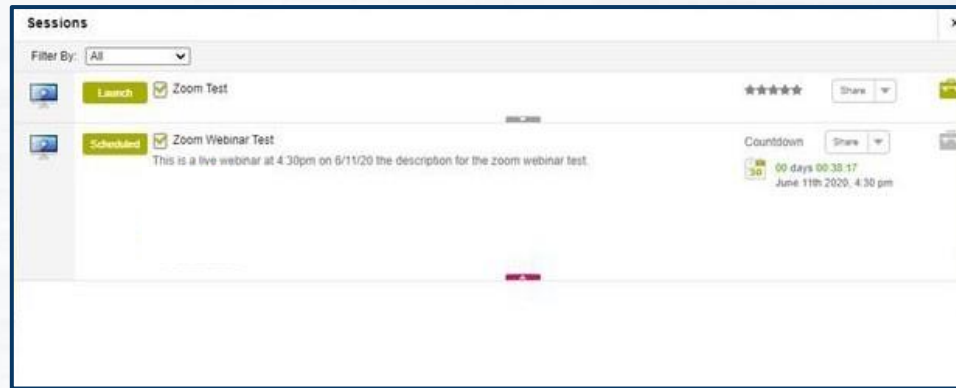 Sessions
Filter By: All
Launch Zoom Test Share
Scheduled Zoom Webinar Test Countdown Share
This is a live webinar at 4:30pm on 6/11/20 the description for the zoom webinar test.
30 00 days 00:38:17
June 11th 2020, 4:30 pm